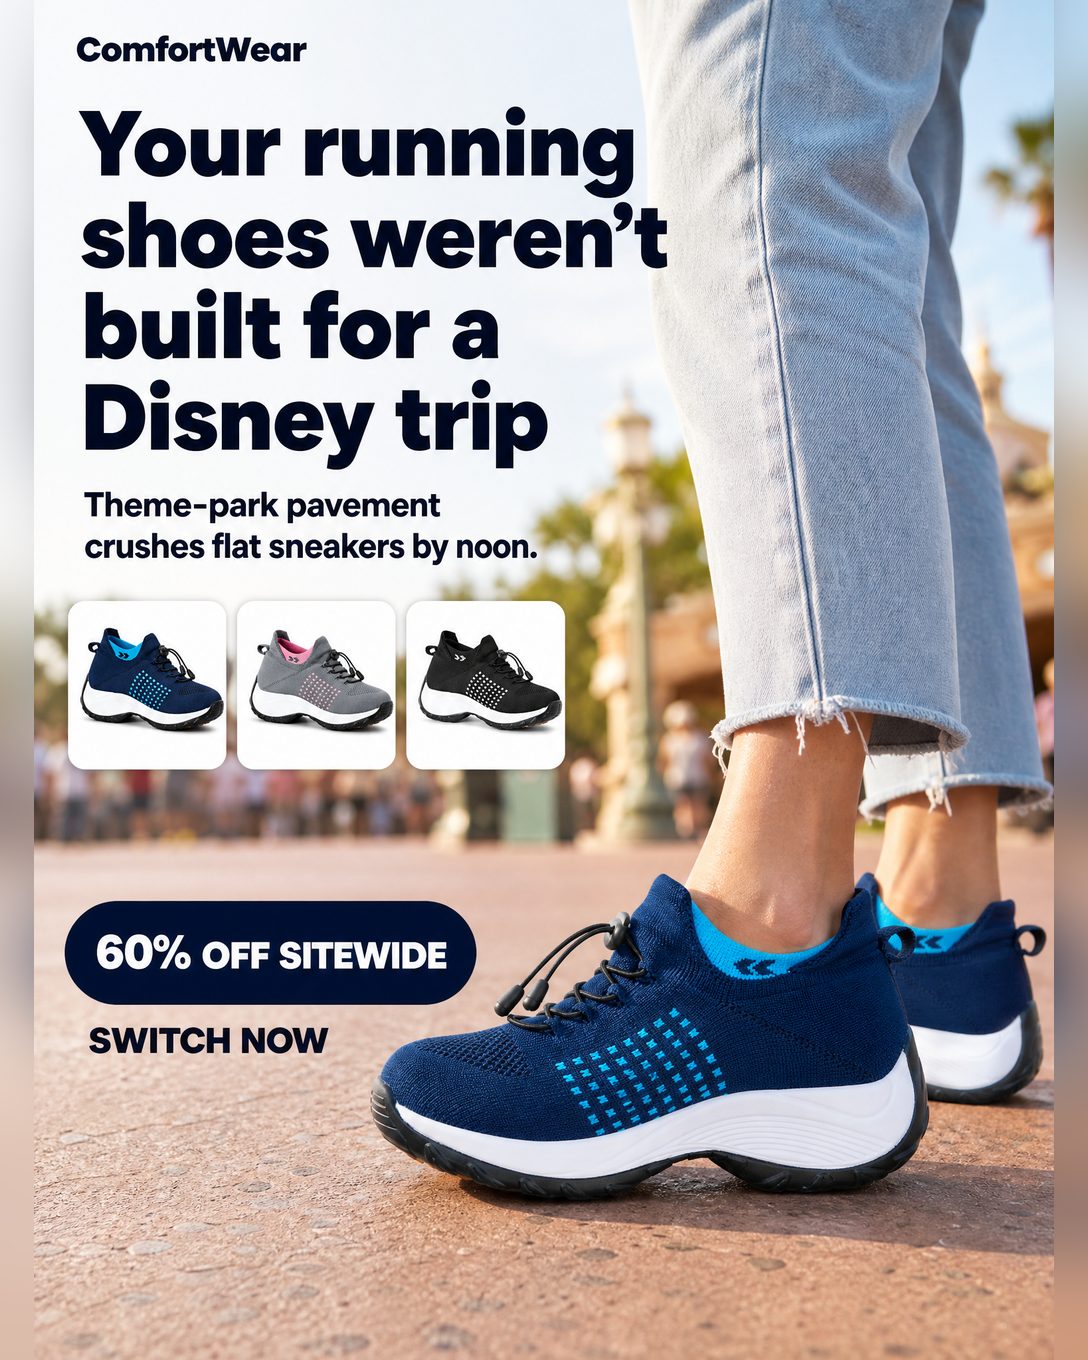 ComfortWear
Your running
shoes weren’t
built for a
Disney trip
Theme-park pavement
crushes flat sneakers by noon.
60% OFF SITEWIDE
SWITCH NOW